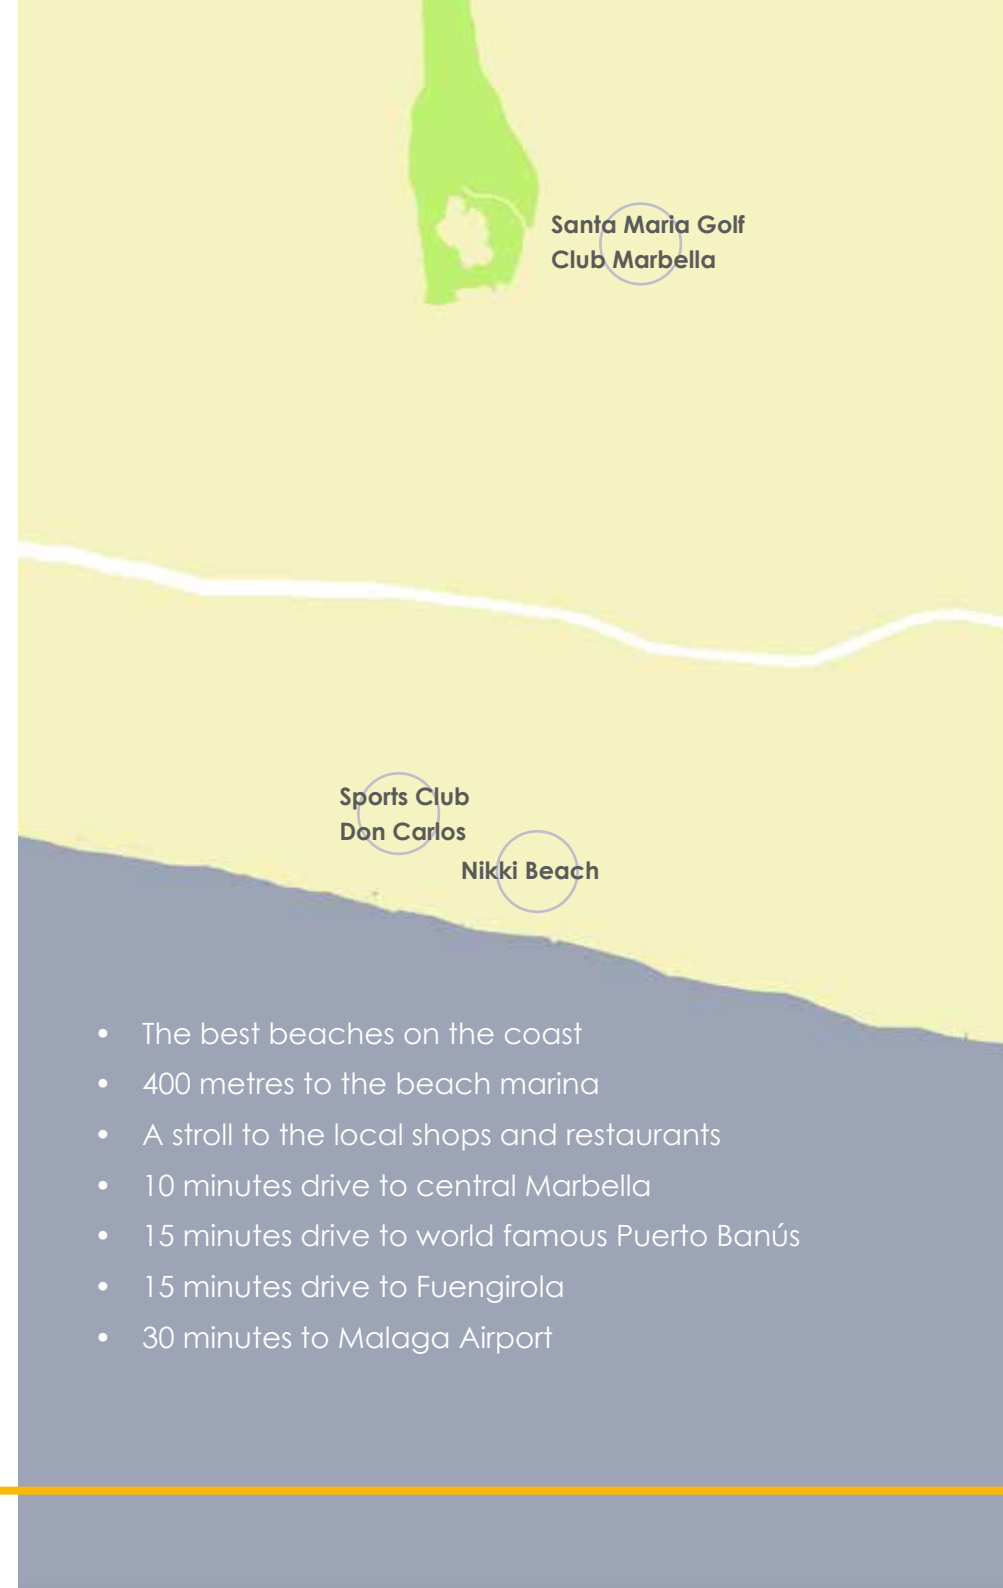 Santa Maria Golf
Club Marbella
Sports Club
Don Carlos
Nikki Beach
• The best beaches on the coast
• 400 metres to the beach marina
• A stroll to the local shops and restaurants
• 10 minutes drive to central Marbella
• 15 minutes drive to world famous Puerto Banús
• 15 minutes drive to Fuengirola
• 30 minutes to Malaga Airport